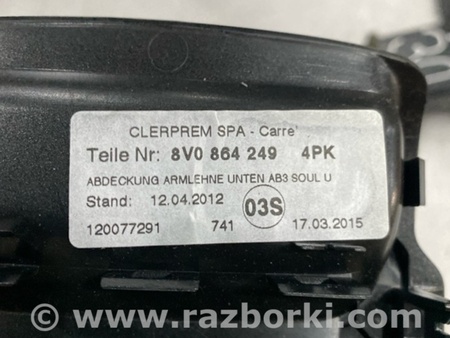 CLERPREM SPA - Carre'
Teile Nr: 8V0 864 249 4PK
ABDECKUNG ARMLEHNE UNTEN AB3 SOUL U
Stand: 12.04.2012 03S
120077291 741 17.03.2015
© www.razborki.com